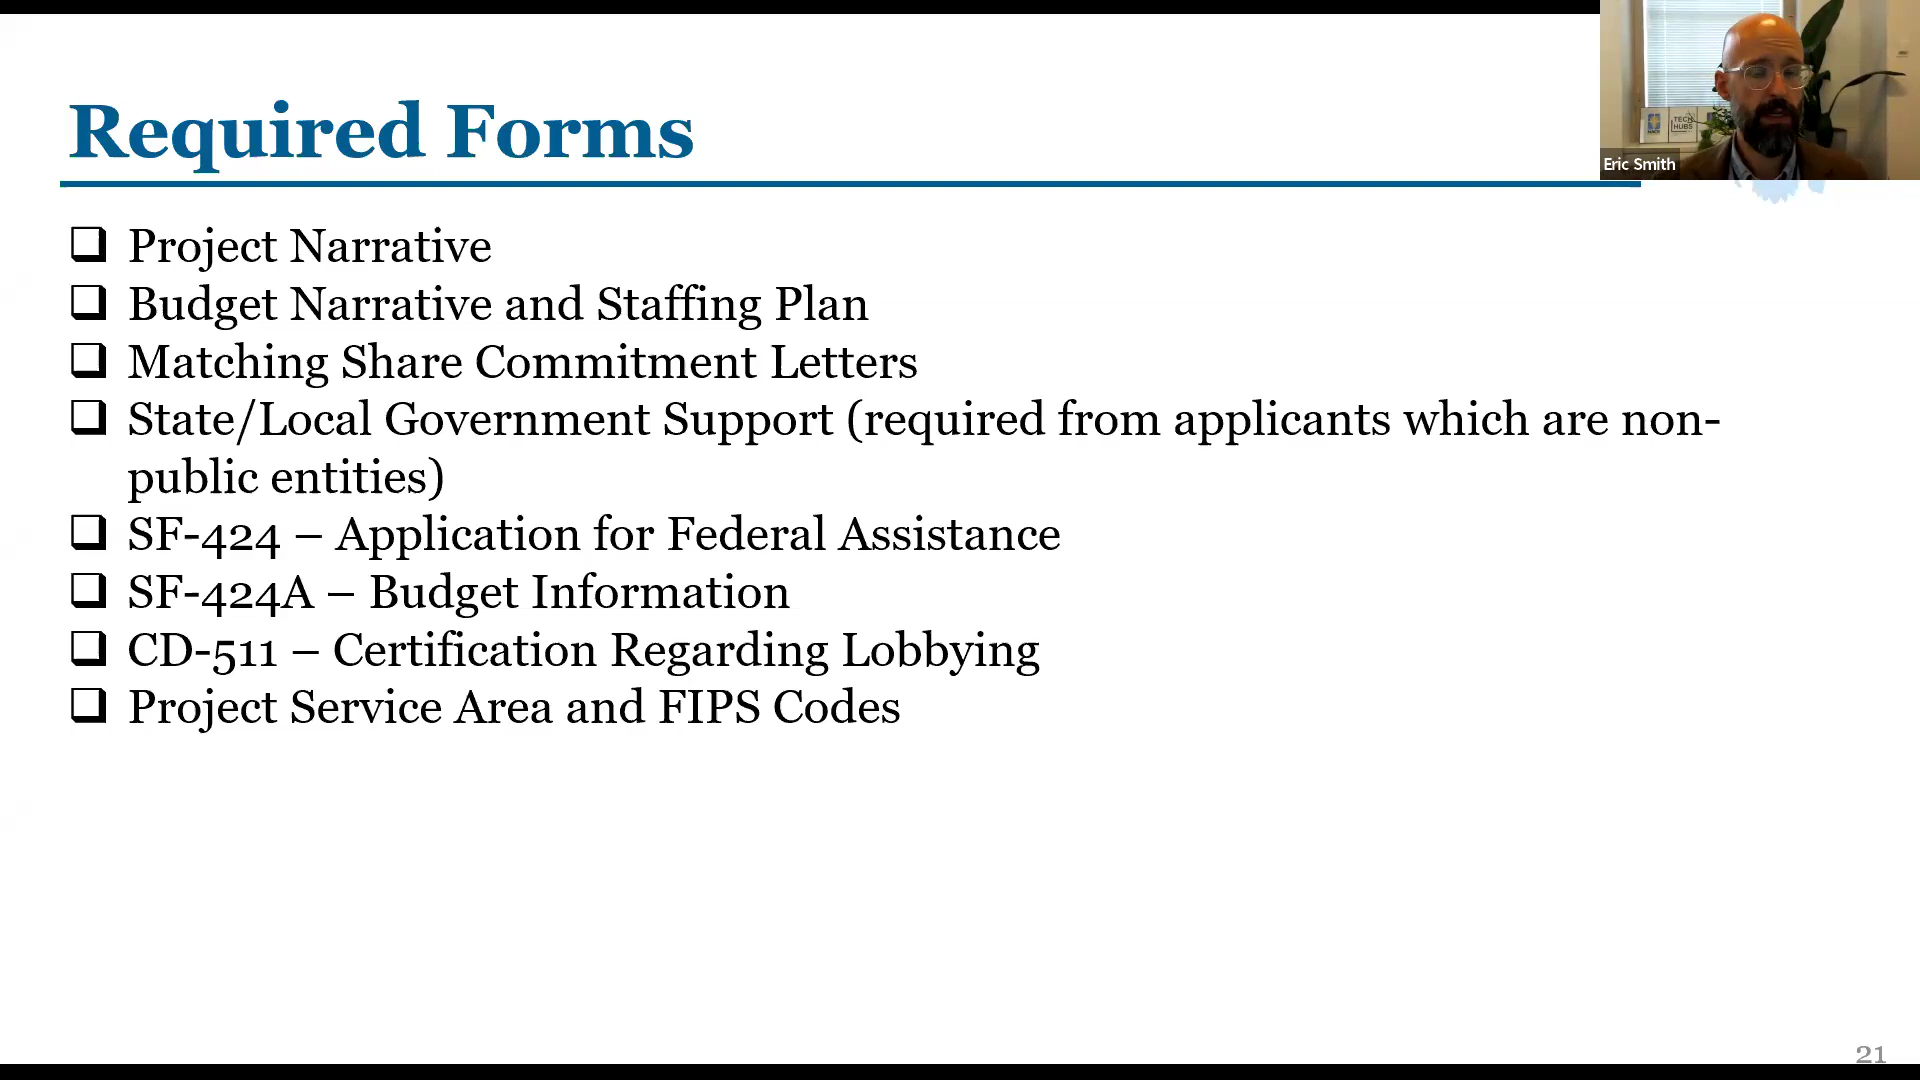 Required Forms
Eric Smith
TECH
HUBS
Project Narrative
Budget Narrative and Staffing Plan
Matching Share Commitment Letters
State/Local Government Support (required from applicants which are non-
public entities)
SF-424 – Application for Federal Assistance
SF-424A – Budget Information
CD-511 – Certification Regarding Lobbying
Project Service Area and FIPS Codes
21